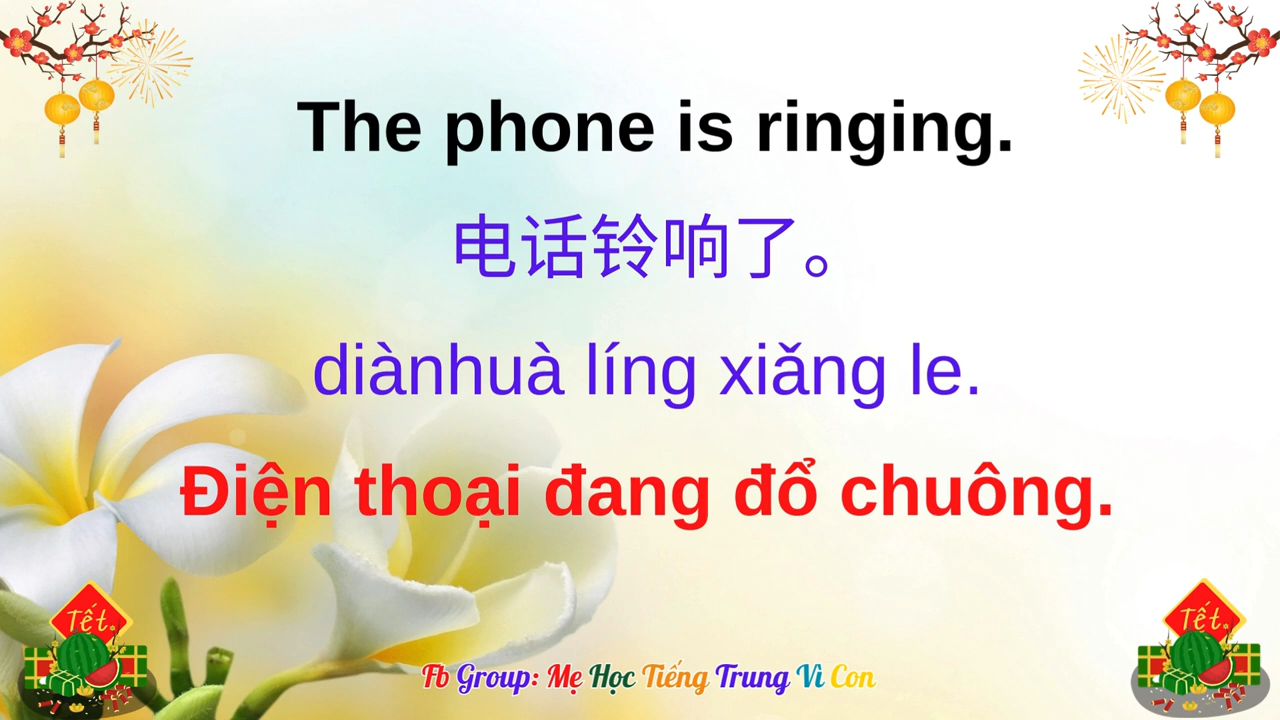 The phone is ringing.
电话铃响了。
diànhuà líng xiǎng le.
Điện thoại đang đổ chuông.
Tết
Tết
Fb Group: Mẹ Học Tiếng Trung Vì Con